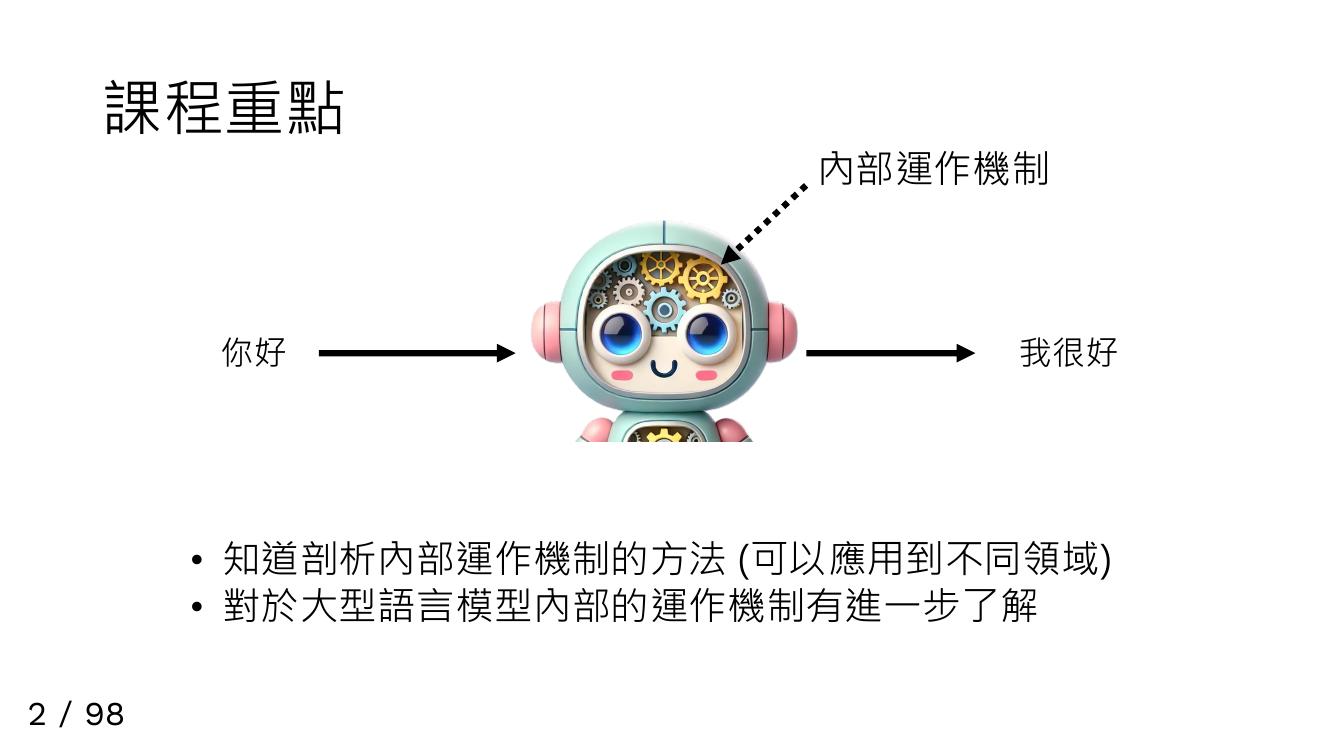 課程重點
內部運作機制
你好
我很好
• 知道剖析內部運作機制的方法 (可以應用到不同領域)
• 對於大型語言模型內部的運作機制有進一步了解
2 / 98